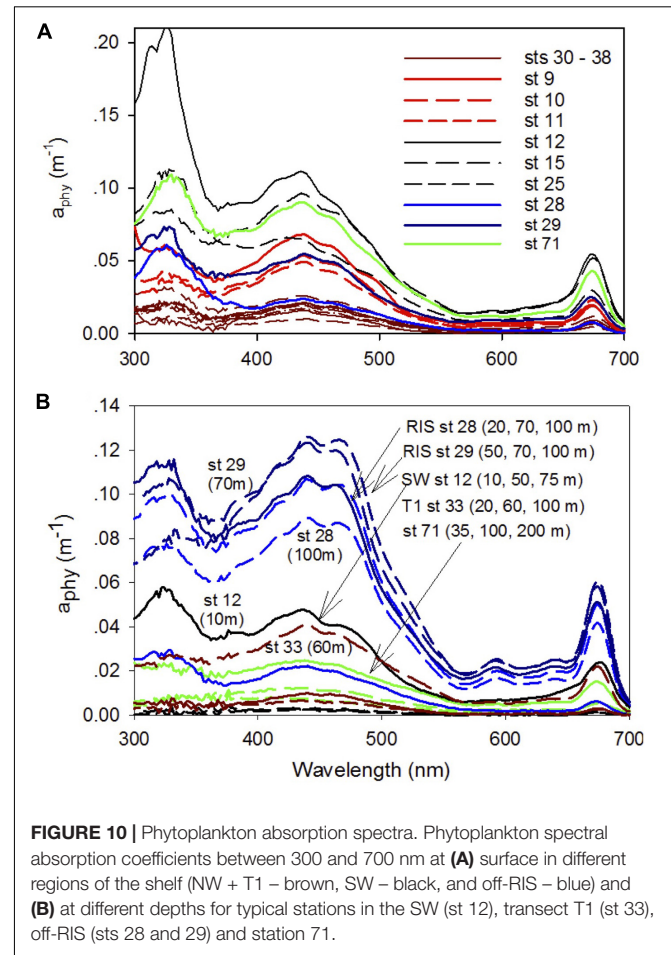 A
.20
.15
.10
.05
0.00
aphy (m-1)
sts 30 - 38
st 9
st 10
st 11
st 12
st 15
st 25
st 28
st 29
st 71
300 400 500 600 700
B
.14
.12
.10
.08
.06
.04
.02
0.00
aphy (m-1)
RIS st 28 (20, 70, 100 m)
RIS st 29 (50, 70, 100 m)
SW st 12 (10, 50, 75 m)
T1 st 33 (20, 60, 100 m)
st 71 (35, 100, 200 m)
st 29
(70m)
st 28
(100m)
st 12
(10m)
st 33 (60m)
300 400 500 600 700
Wavelength (nm)
FIGURE 10 | Phytoplankton absorption spectra. Phytoplankton spectral
absorption coefficients between 300 and 700 nm at (A) surface in different
regions of the shelf (NW + T1 – brown, SW – black, and off-RIS – blue) and
(B) at different depths for typical stations in the SW (st 12), transect T1 (st 33),
off-RIS (sts 28 and 29) and station 71.